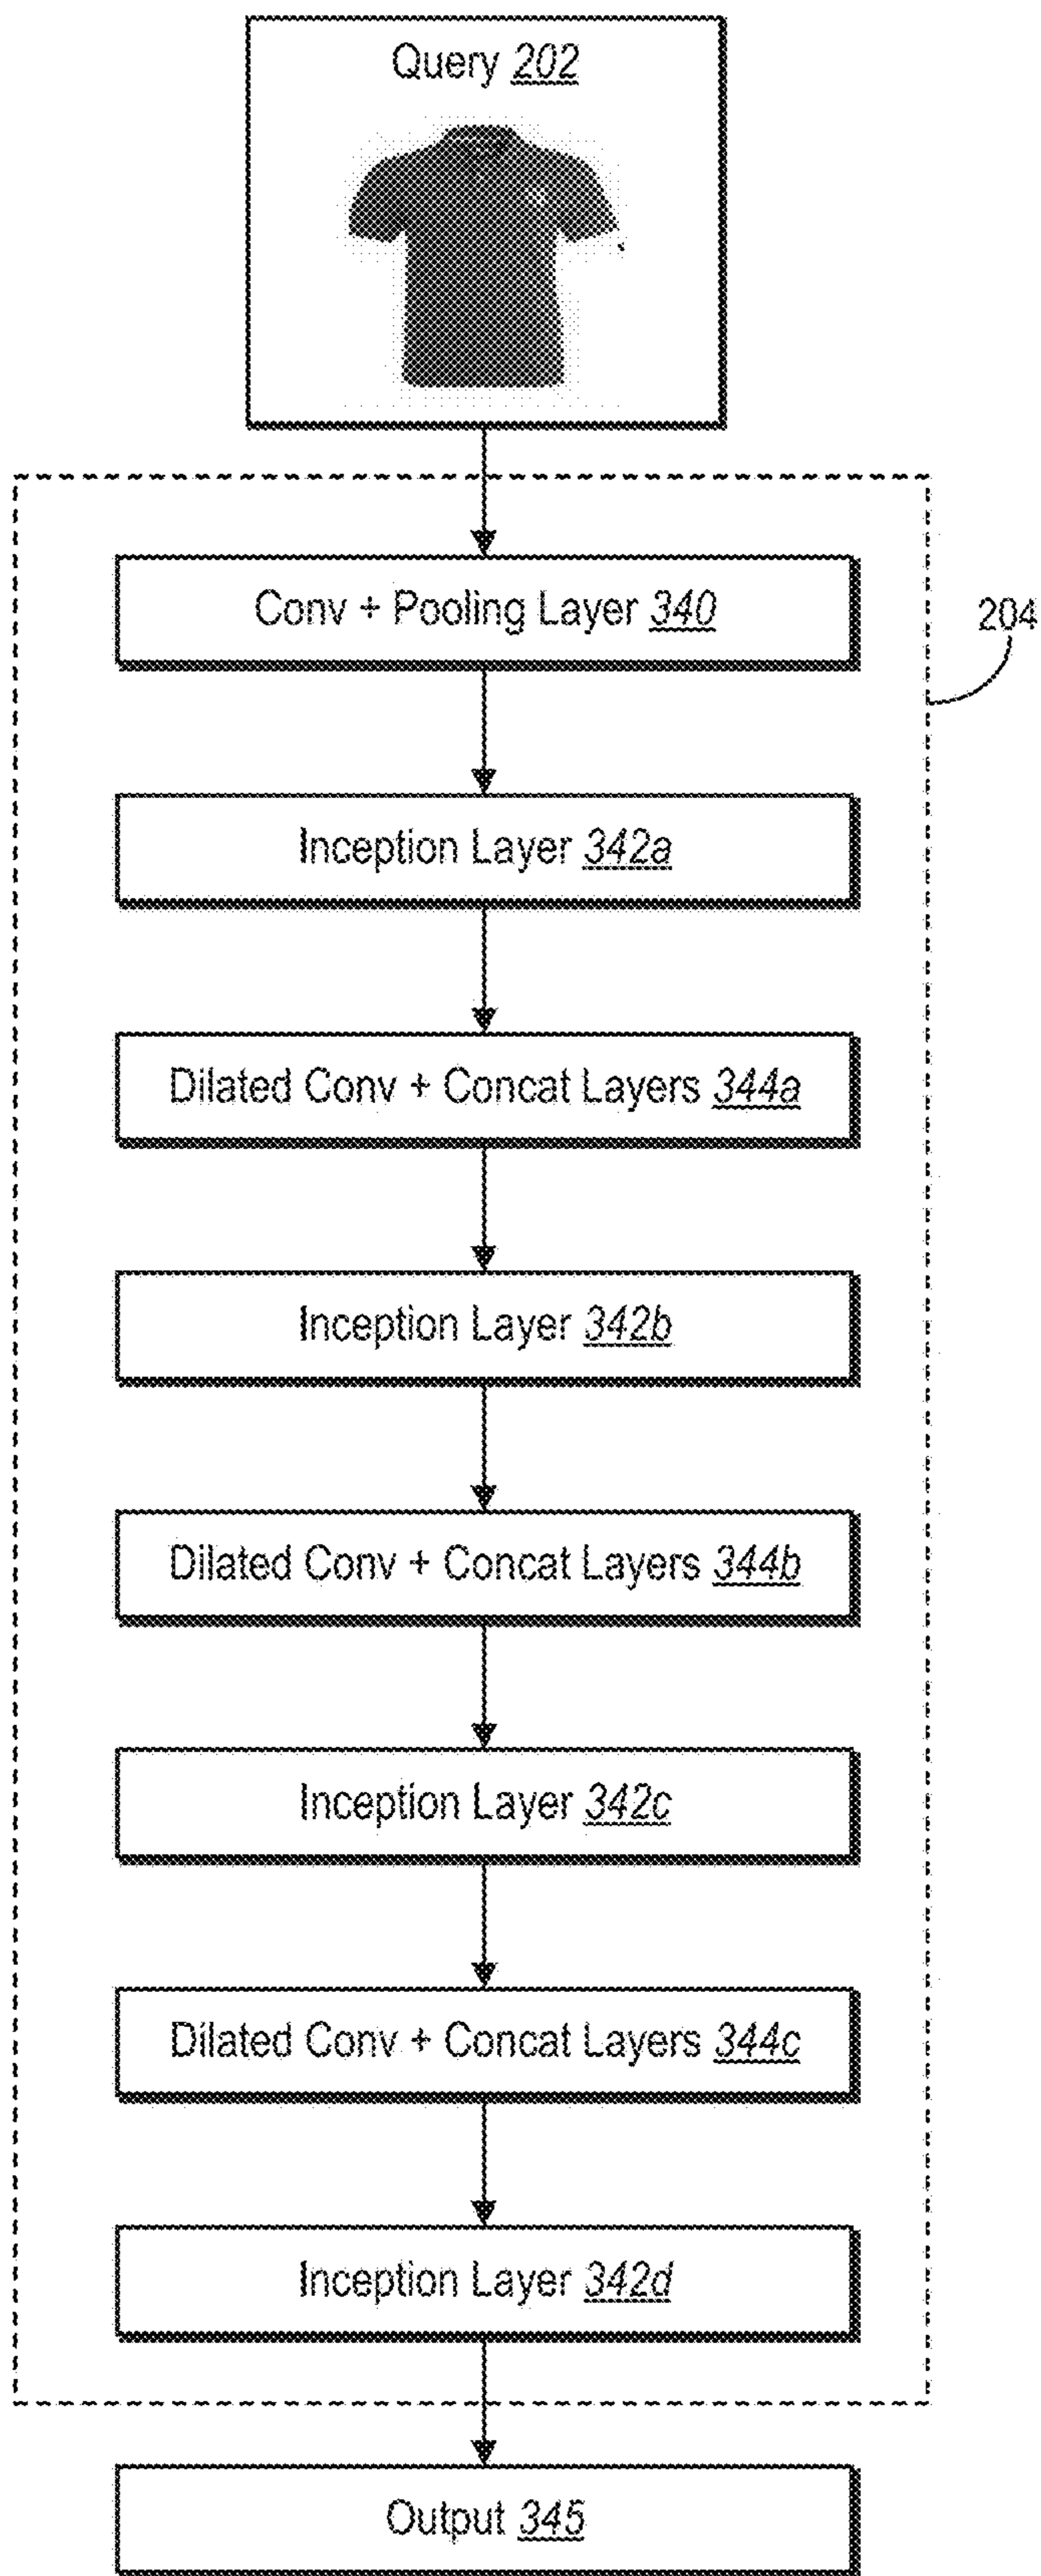 Query 202
Conv + Pooling Layer 340
204
Inception Layer 342a
Dilated Conv + Concat Layers 344a
Inception Layer 342b
Dilated Conv + Concat Layers 344b
Inception Layer 342c
Dilated Conv + Concat Layers 344c
Inception Layer 342d
Output 345